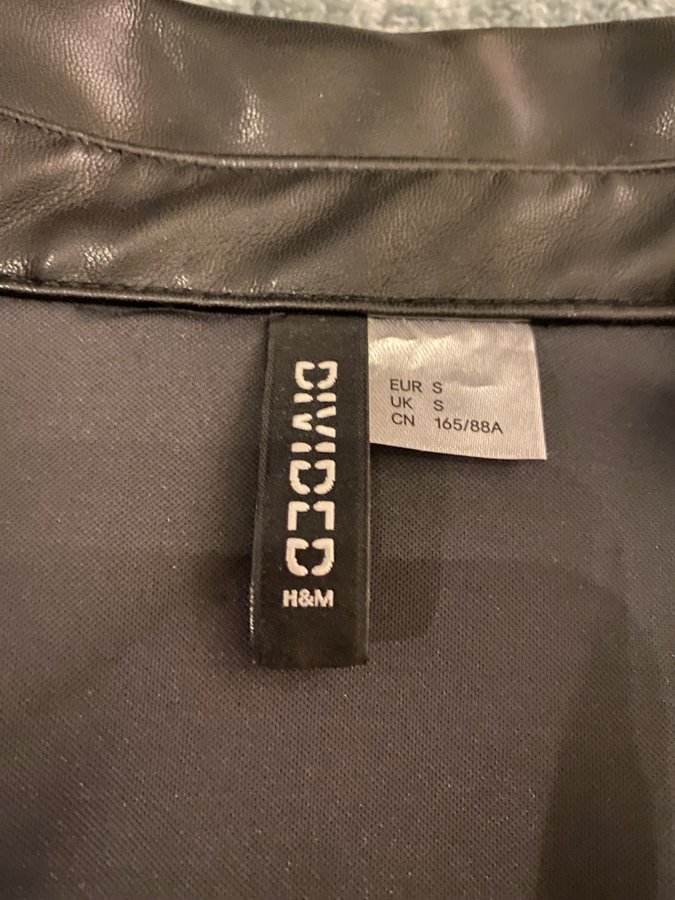 DIVIDED
H&M
EUR S
UK S
CN 165/88A